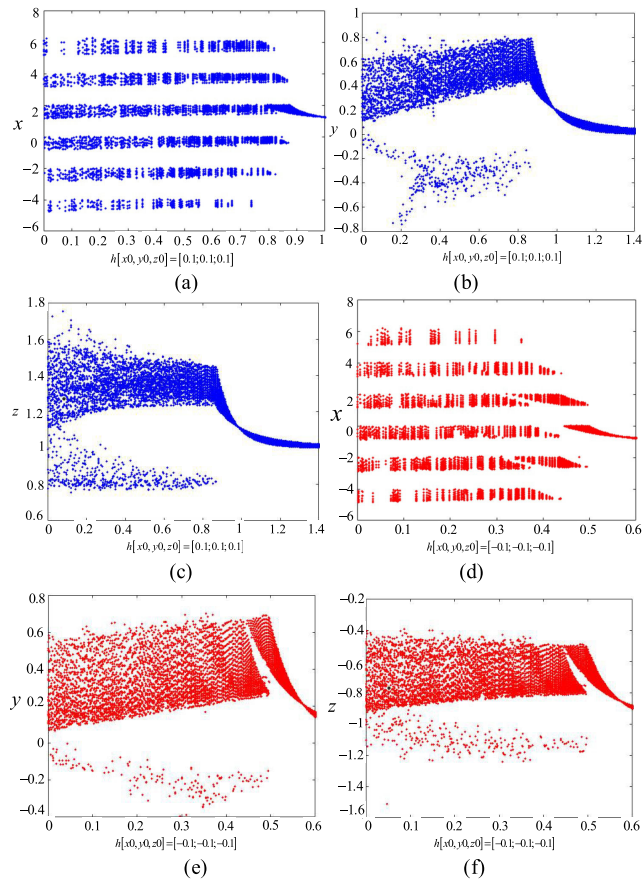 8
6
4
2
0
−2
−4
−6
x
0 0.1 0.2 0.3 0.4 0.5 0.6 0.7 0.8 0.9 1
h[x0,y0,z0]=[0.1;0.1;0.1]
(a)
1
0.8
0.6
0.4
0.2
0
−0.2
−0.4
−0.6
−0.8
y
0 0.2 0.4 0.6 0.8 1 1.2 1.4
h[x0,y0,z0]=[0.1;0.1;0.1]
(b)
1.8
1.6
1.4
1.2
1
0.8
0.6
z
0 0.2 0.4 0.6 0.8 1 1.2 1.4
h[x0,y0,z0]=[0.1;0.1;0.1]
(c)
8
6
4
2
0
−2
−4
−6
x
0 0.1 0.2 0.3 0.4 0.5 0.6
h[x0,y0,z0]=[−0.1;−0.1;−0.1]
(d)
0.8
0.6
0.4
0.2
0
−0.2
−0.4
y
0 0.1 0.2 0.3 0.4 0.5 0.6
h[x0,y0,z0]=[−0.1;−0.1;−0.1]
(e)
−0.2
−0.4
−0.6
−0.8
−1
−1.2
−1.4
−1.6
z
0 0.1 0.2 0.3 0.4 0.5 0.6
h[x0,y0,z0]=[−0.1;−0.1;−0.1]
(f)